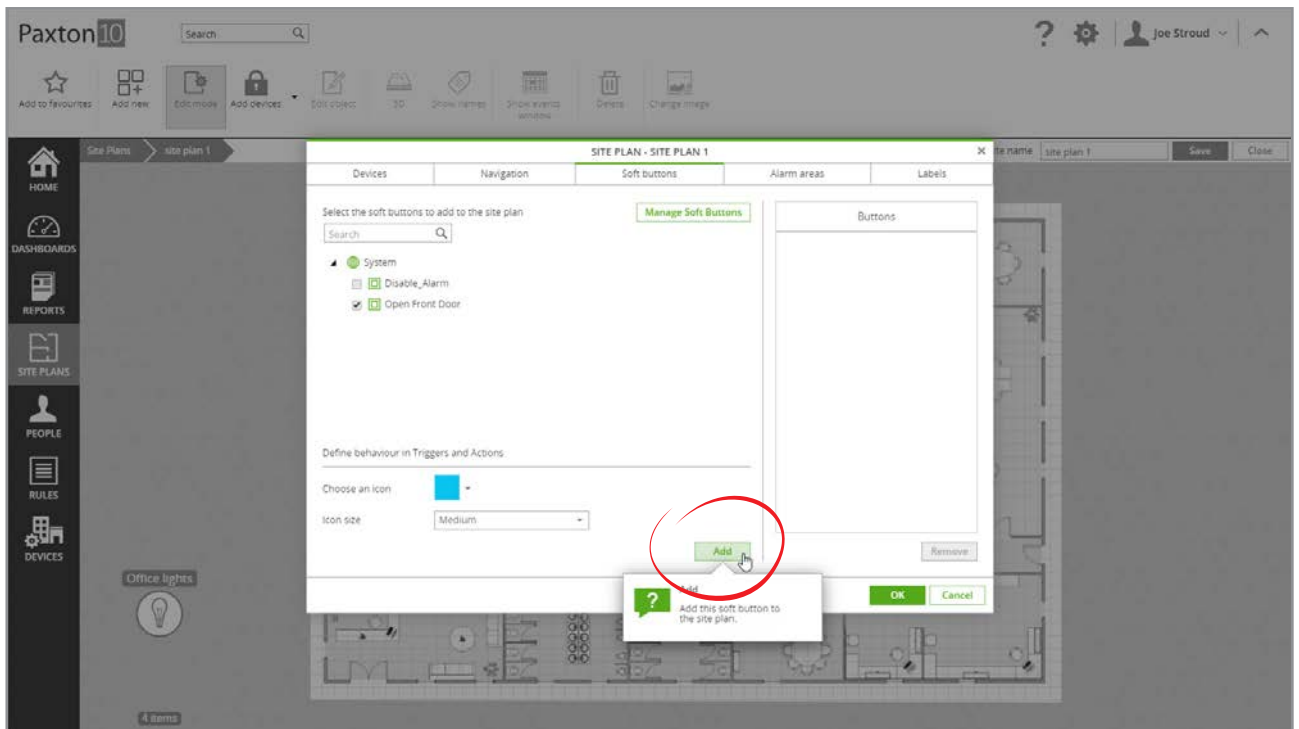 Paxton10
Search
Joe Stroud
Add to favourites
Add new
Edit mode
Add devices
Edit object
3D
Show names
Show events
window
Delete
Change image
HOME
DASHBOARDS
REPORTS
SITE PLANS
PEOPLE
RULES
DEVICES
Site Plans
site plan 1
te name
site plan 1
Save
Close
SITE PLAN - SITE PLAN 1
Devices
Navigation
Soft buttons
Alarm areas
Labels
Select the soft buttons to add to the site plan
Manage Soft Buttons
Search
System
Disable_Alarm
Open Front Door
Buttons
Define behaviour in Triggers and Actions
Choose an icon
Icon size
Medium
Add
Remove
OK
Cancel
?
Add
Add this soft button to
the site plan.
Office lights
4 items